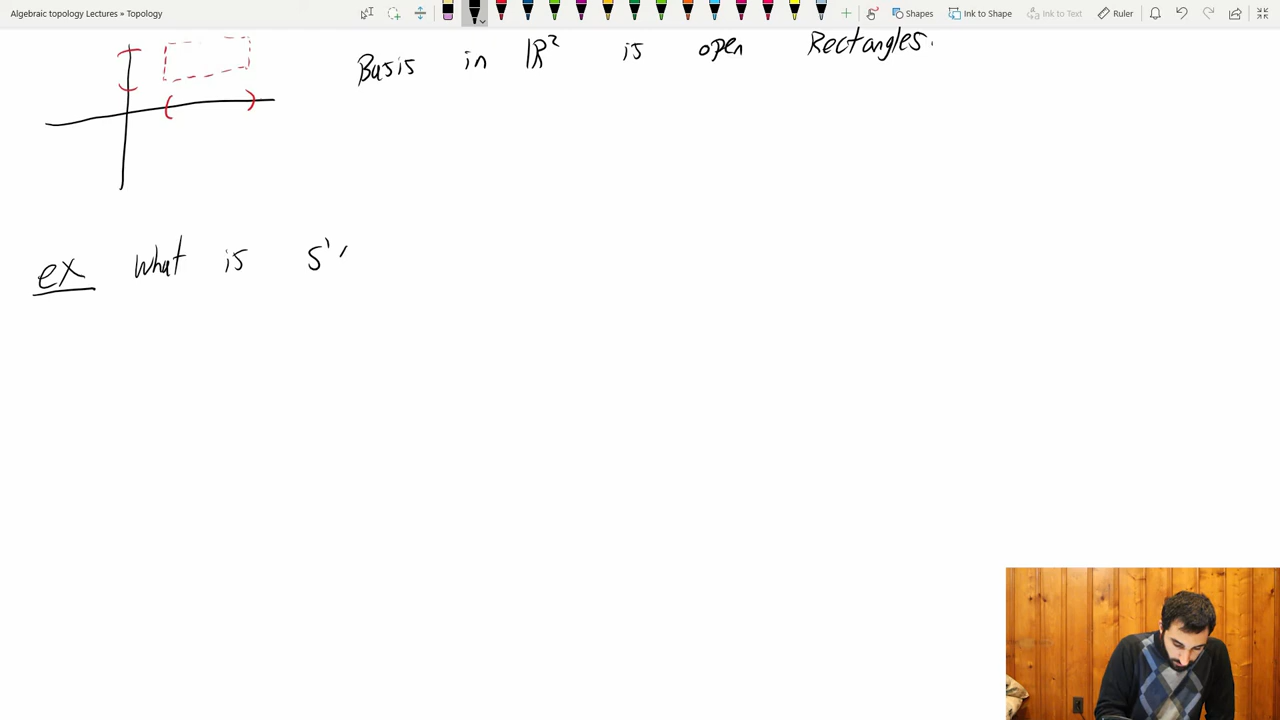 Algebraic topology Lectures » Topology
Shapes Ink to Shape Ink to Text Ruler
Basis in ℝ² is open Rectangles.
ex What is S¹